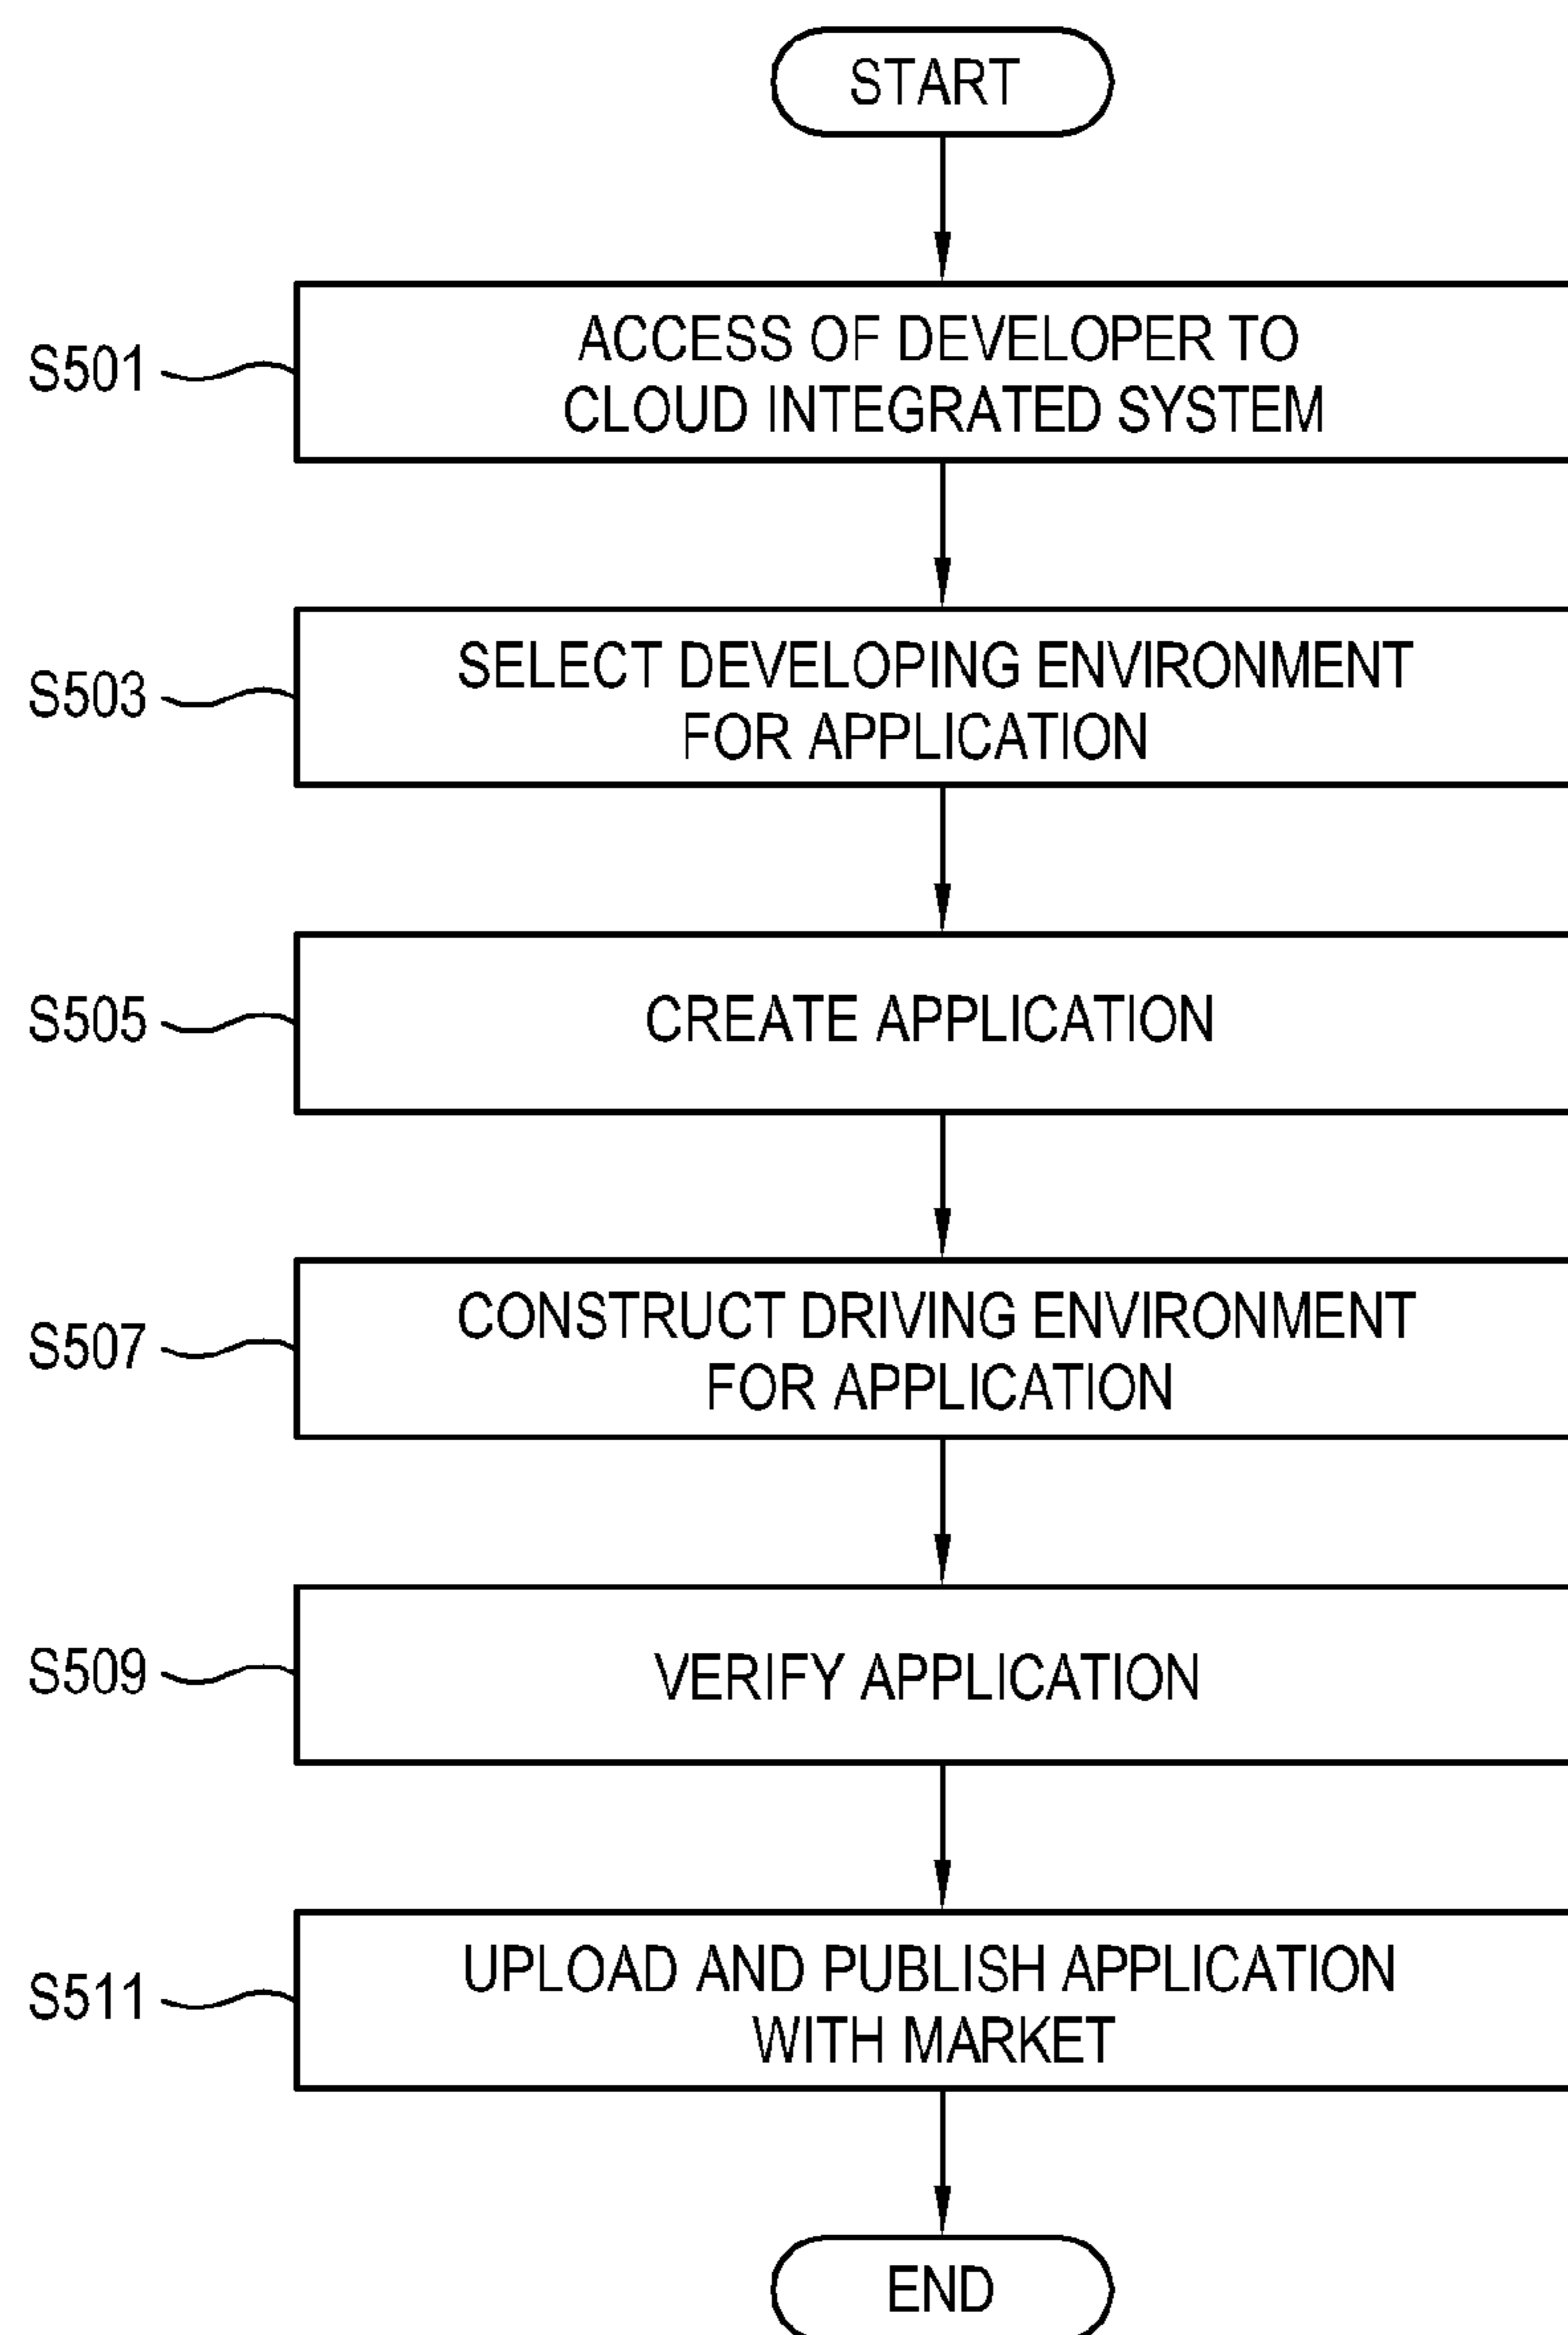 START
S501
ACCESS OF DEVELOPER TO
CLOUD INTEGRATED SYSTEM
S503
SELECT DEVELOPING ENVIRONMENT
FOR APPLICATION
S505
CREATE APPLICATION
S507
CONSTRUCT DRIVING ENVIRONMENT
FOR APPLICATION
S509
VERIFY APPLICATION
S511
UPLOAD AND PUBLISH APPLICATION
WITH MARKET
END